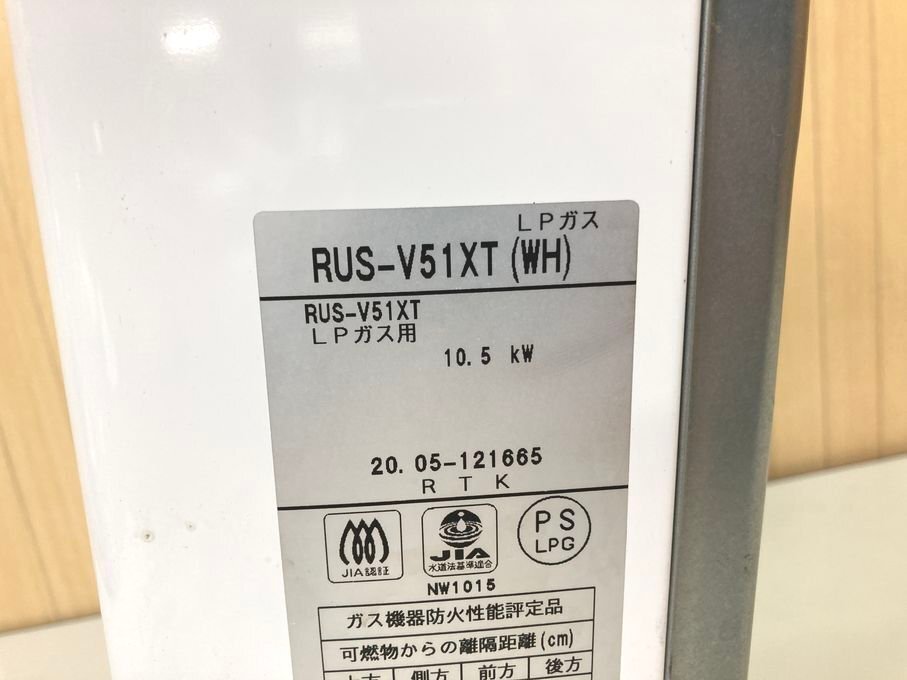 LPガス
RUS-V51XT(WH)
RUS-V51XT
LPガス用
10.5 kW
20.05-121665
RTK
JIA認証
JIA
水道法基準適合
PS
LPG
NW1015
ガス機器防火性能評定品
可燃物からの離隔距離(cm)
上方 側方 前方 後方